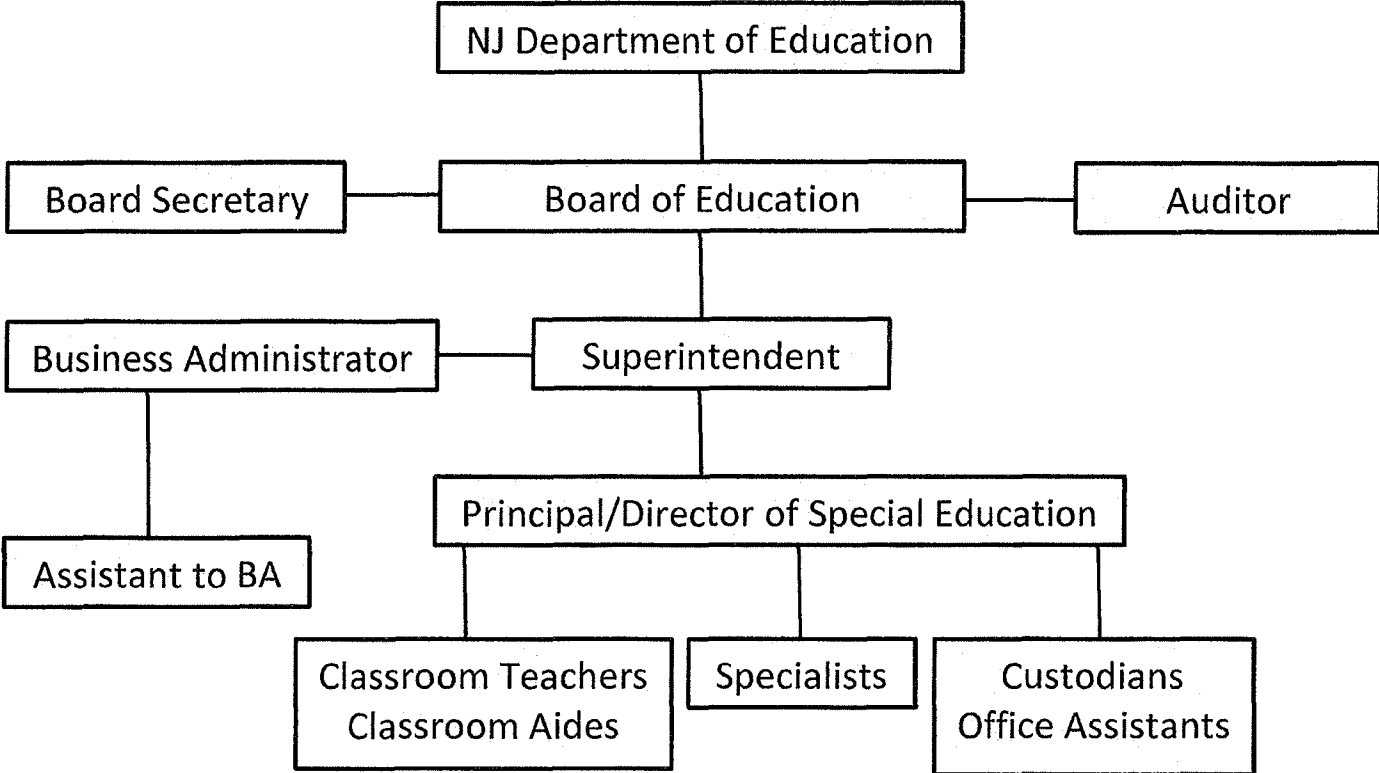 NJ Department of Education
Board Secretary
Board of Education
Auditor
Business Administrator
Superintendent
Principal/Director of Special Education
Assistant to BA
Classroom Teachers
Classroom Aides
Specialists
Custodians
Office Assistants